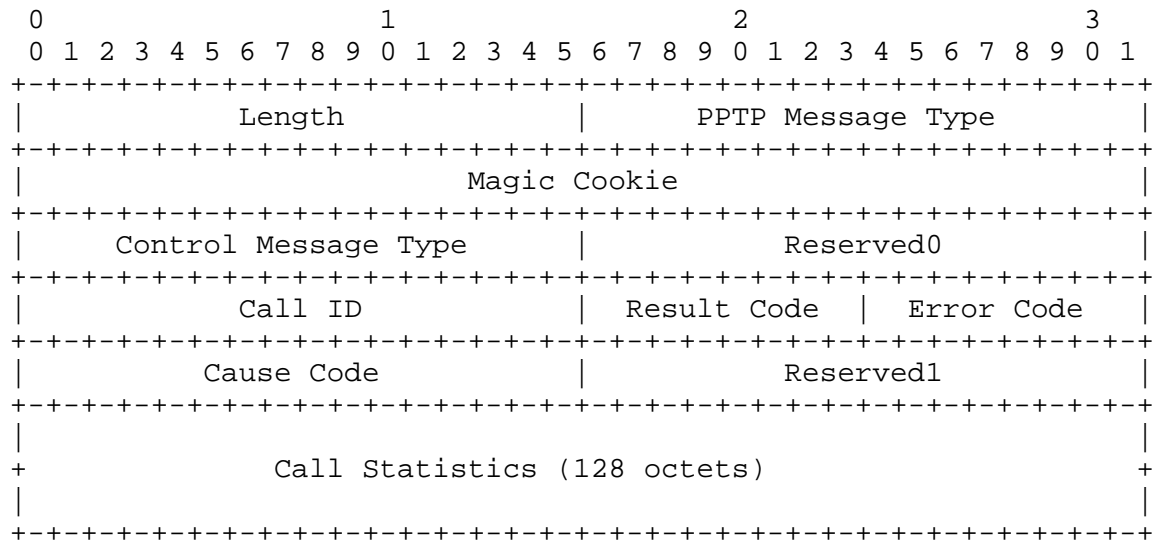 0                   1                   2                   3
 0 1 2 3 4 5 6 7 8 9 0 1 2 3 4 5 6 7 8 9 0 1 2 3 4 5 6 7 8 9 0 1
+-+-+-+-+-+-+-+-+-+-+-+-+-+-+-+-+-+-+-+-+-+-+-+-+-+-+-+-+-+-+-+-+
|            Length             |      PPTP Message Type        |
+-+-+-+-+-+-+-+-+-+-+-+-+-+-+-+-+-+-+-+-+-+-+-+-+-+-+-+-+-+-+-+-+
|                         Magic Cookie                          |
+-+-+-+-+-+-+-+-+-+-+-+-+-+-+-+-+-+-+-+-+-+-+-+-+-+-+-+-+-+-+-+-+
|     Control Message Type      |           Reserved0           |
+-+-+-+-+-+-+-+-+-+-+-+-+-+-+-+-+-+-+-+-+-+-+-+-+-+-+-+-+-+-+-+-+
|            Call ID            |  Result Code  |  Error Code   |
+-+-+-+-+-+-+-+-+-+-+-+-+-+-+-+-+-+-+-+-+-+-+-+-+-+-+-+-+-+-+-+-+
|          Cause Code           |           Reserved1           |
+-+-+-+-+-+-+-+-+-+-+-+-+-+-+-+-+-+-+-+-+-+-+-+-+-+-+-+-+-+-+-+-+
|                                                               |
+              Call Statistics (128 octets)                     +
|                                                               |
+-+-+-+-+-+-+-+-+-+-+-+-+-+-+-+-+-+-+-+-+-+-+-+-+-+-+-+-+-+-+-+-+